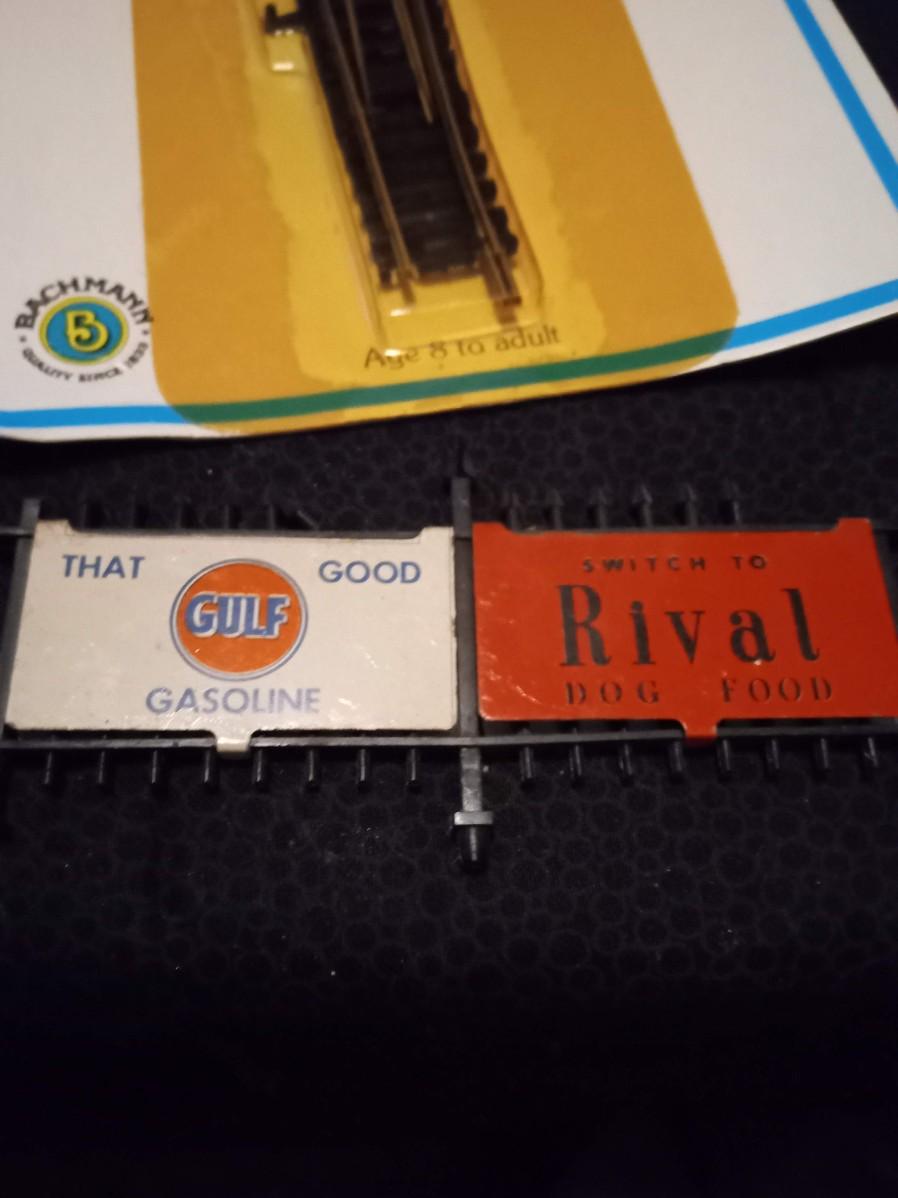 BACHMANN
B
QUALITY SINCE 1833
Age 8 to adult
THAT GOOD
GULF
GASOLINE
SWITCH TO
Rival
DOG FOOD